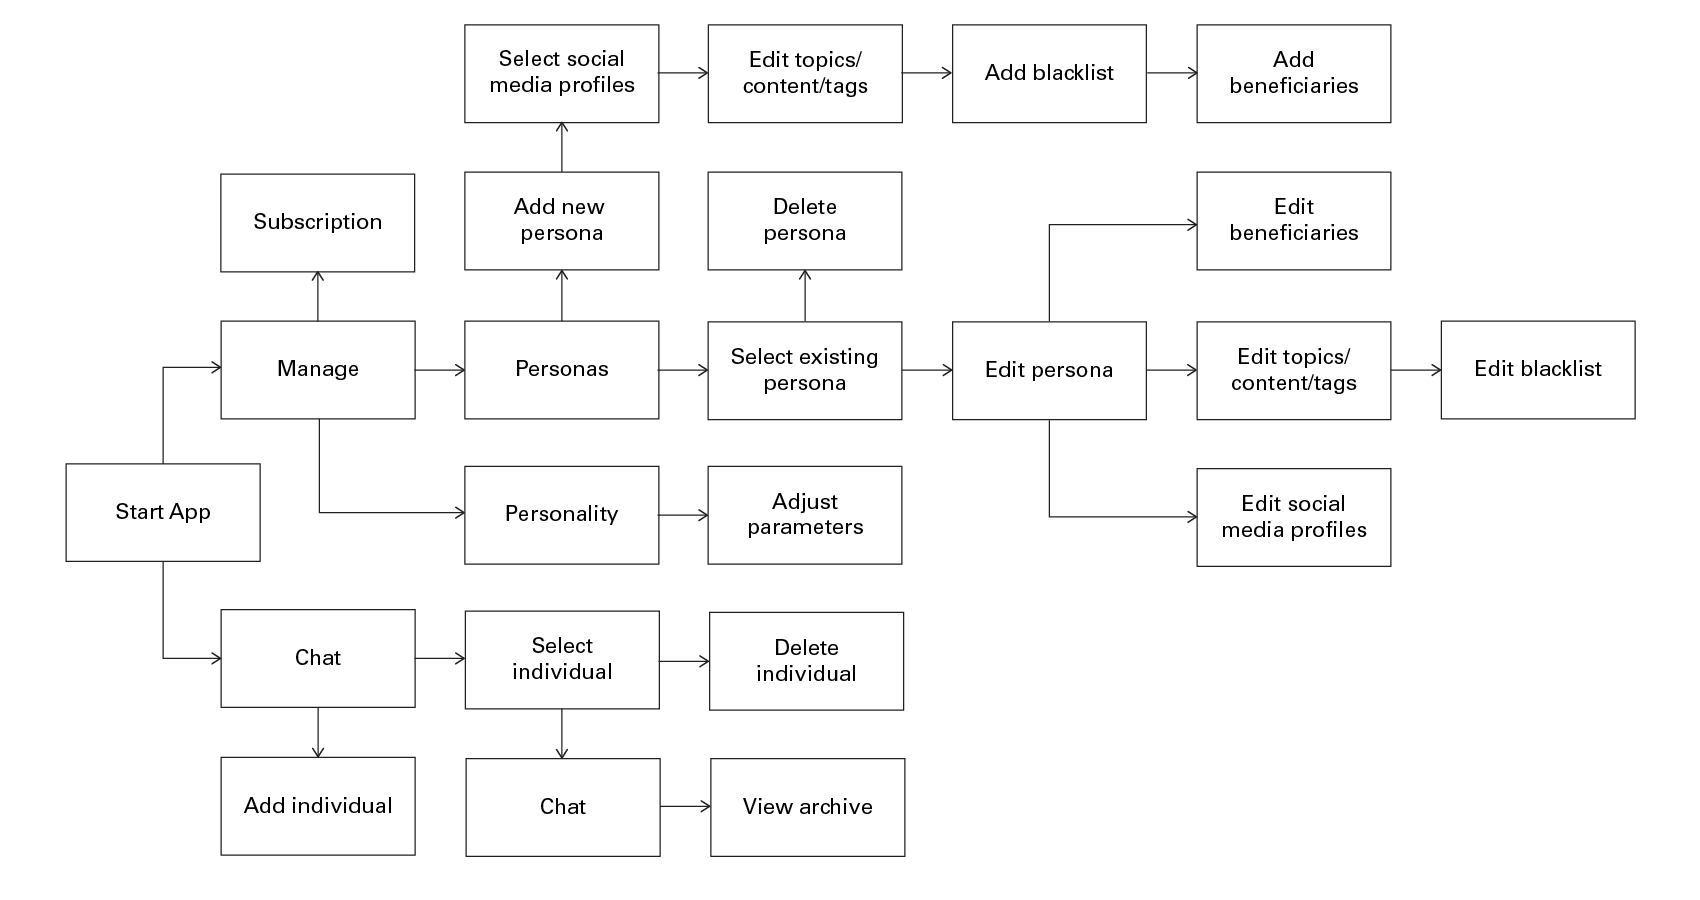 Select social
media profiles
Edit topics/
content/tags
Add blacklist
Add
beneficiaries
Subscription
Add new
persona
Delete
persona
Edit
beneficiaries
Manage
Personas
Select existing
persona
Edit persona
Edit topics/
content/tags
Edit blacklist
Start App
Personality
Adjust
parameters
Edit social
media profiles
Chat
Select
individual
Delete
individual
Add individual
Chat
View archive